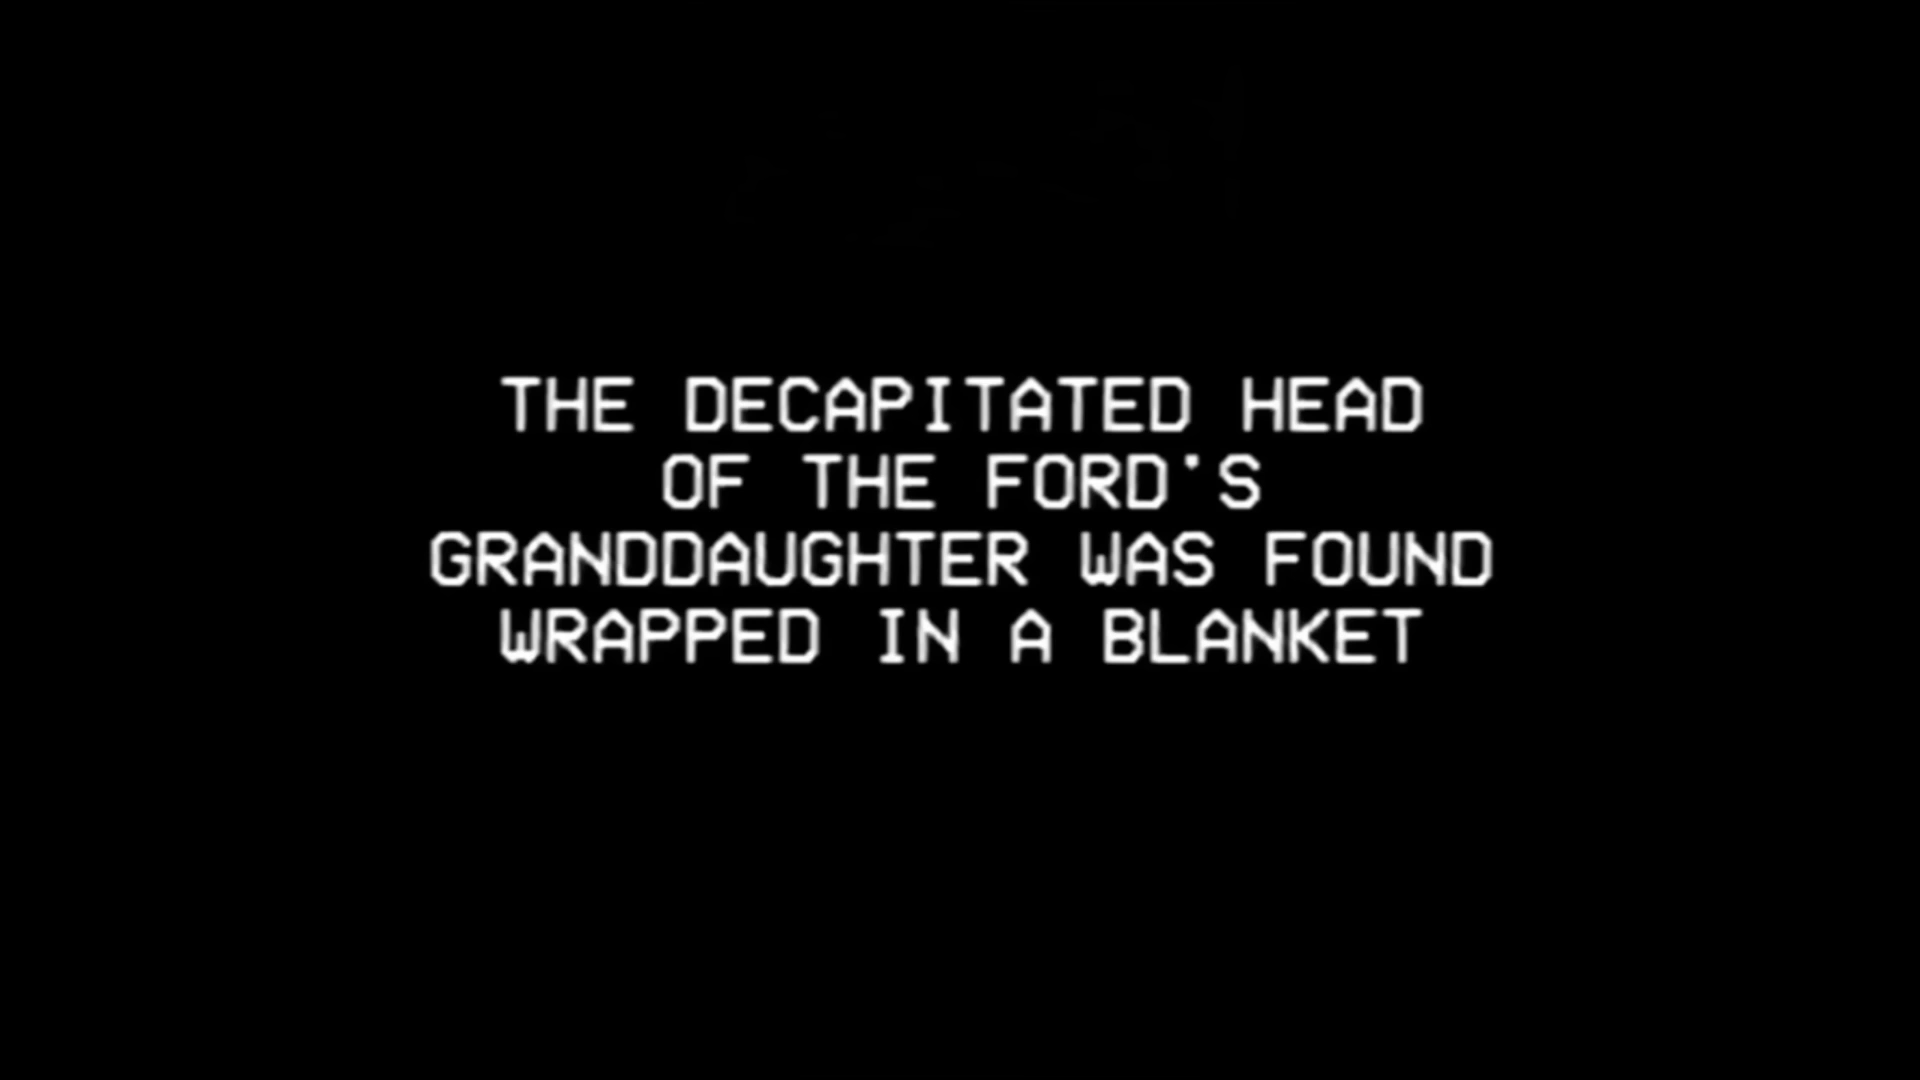 THE DECAPITATED HEAD
OF THE FORD'S
GRANDDAUGHTER WAS FOUND
WRAPPED IN A BLANKET